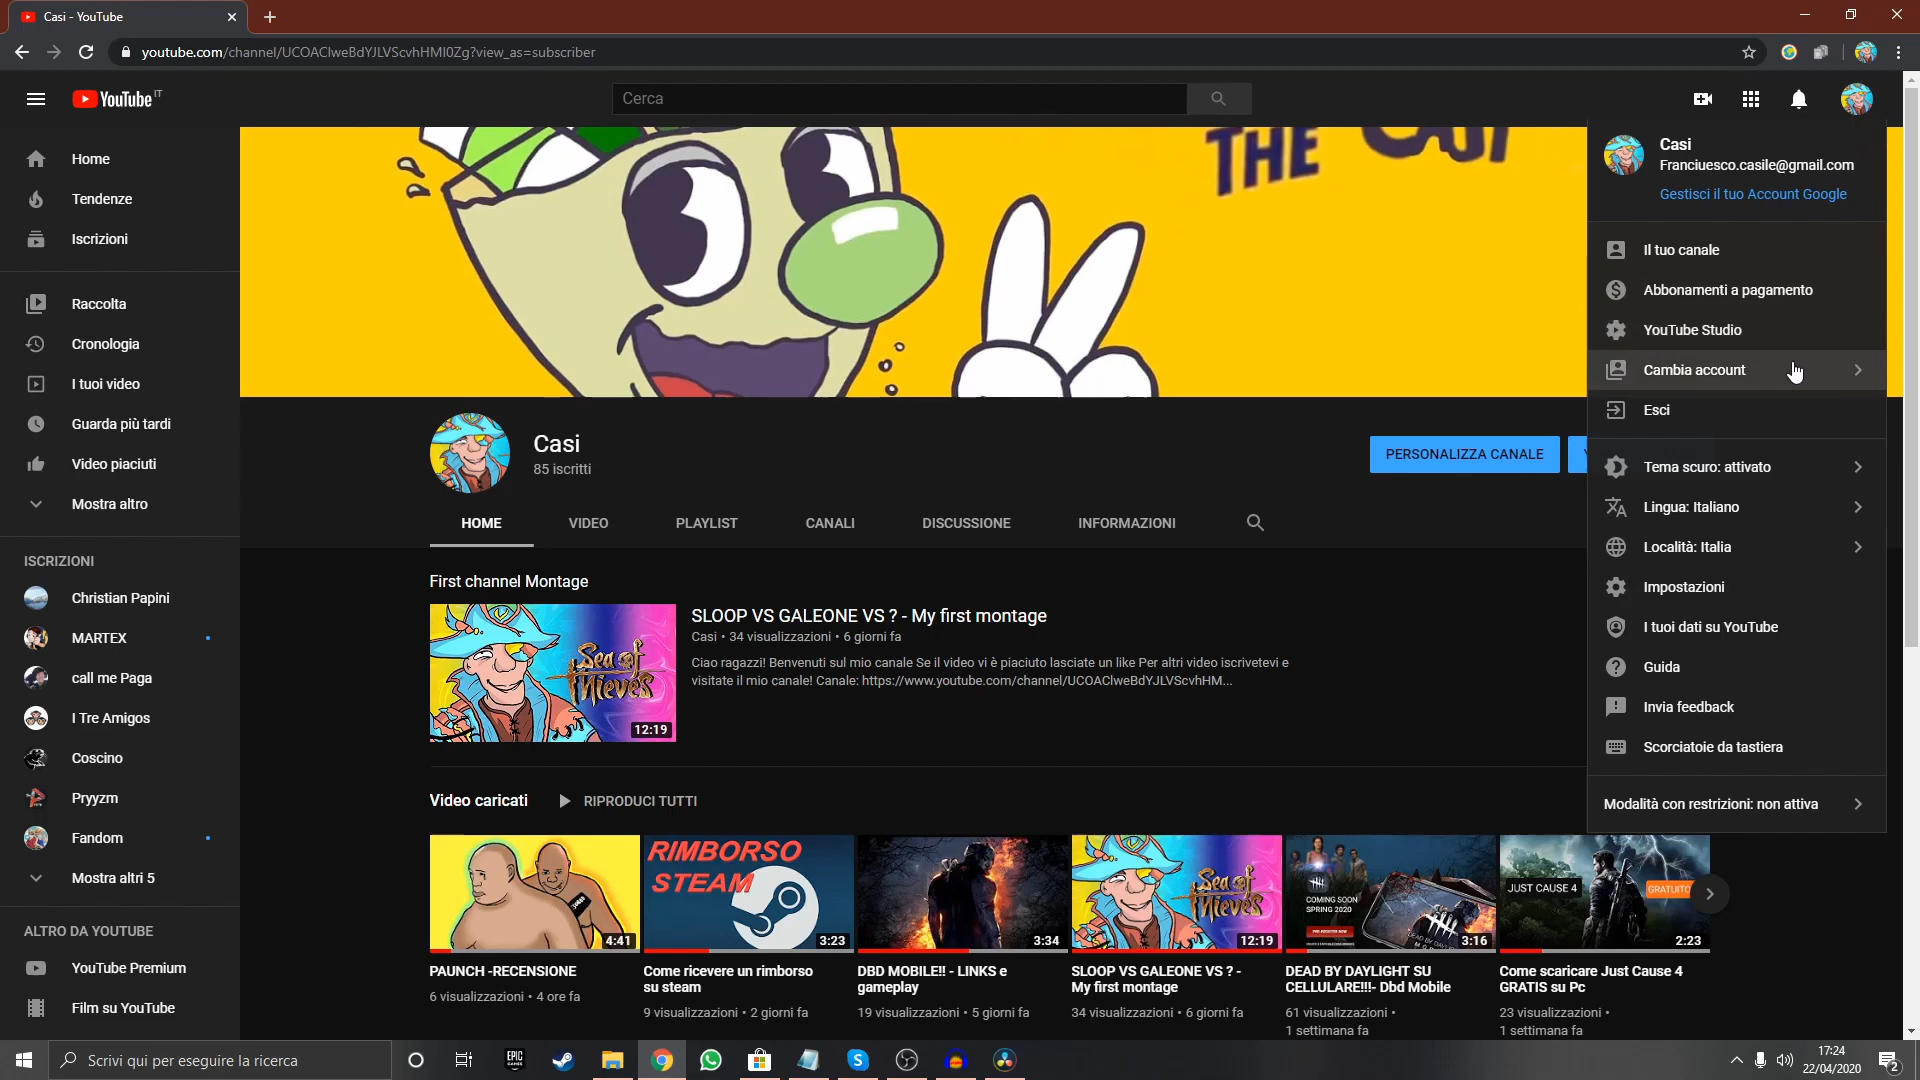 Casi - YouTube
youtube.com/channel/UCOAClweBdYJLVScvhHMI0Zg?view_as=subscriber
YouTube IT
Cerca
Home
Tendenze
Iscrizioni
Raccolta
Cronologia
I tuoi video
Guarda più tardi
Video piaciuti
Mostra altro
ISCRIZIONI
Christian Papini
MARTEX
call me Paga
I Tre Amigos
Coscino
Pryyzm
Fandom
Mostra altri 5
ALTRO DA YOUTUBE
YouTube Premium
Film su YouTube
THE
Casi
85 iscritti
PERSONALIZZA CANALE
HOME
VIDEO
PLAYLIST
CANALI
DISCUSSIONE
INFORMAZIONI
First channel Montage
Sea of
Thieves
12:19
SLOOP VS GALEONE VS ? - My first montage
Casi • 34 visualizzazioni • 6 giorni fa
Ciao ragazzi! Benvenuti sul mio canale Se il video vi è piaciuto lasciate un like Per altri video iscrivetevi e
visitate il mio canale! Canale: https://www.youtube.com/channel/UCOAClweBdYJLVScvhHM...
Video caricati
RIPRODUCI TUTTI
4:41
PAUNCH -RECENSIONE
6 visualizzazioni • 4 ore fa
RIMBORSO
STEAM
3:23
Come ricevere un rimborso
su steam
9 visualizzazioni • 2 giorni fa
3:34
DBD MOBILE!! - LINKS e
gameplay
19 visualizzazioni • 5 giorni fa
Sea of
Thieves
12:19
SLOOP VS GALEONE VS ? -
My first montage
34 visualizzazioni • 6 giorni fa
COMING SOON
SPRING 2020
3:16
DEAD BY DAYLIGHT SU
CELLULARE!!!- Dbd Mobile
61 visualizzazioni •
1 settimana fa
JUST CAUSE 4
GRATUITO
2:23
Come scaricare Just Cause 4
GRATIS su Pc
23 visualizzazioni •
1 settimana fa
Casi
Franciuesco.casile@gmail.com
Gestisci il tuo Account Google
Il tuo canale
Abbonamenti a pagamento
YouTube Studio
Cambia account
Esci
Tema scuro: attivato
Lingua: Italiano
Località: Italia
Impostazioni
I tuoi dati su YouTube
Guida
Invia feedback
Scorciatoie da tastiera
Modalità con restrizioni: non attiva
Scrivi qui per eseguire la ricerca
EPIC
GAMES
17:24
22/04/2020
2